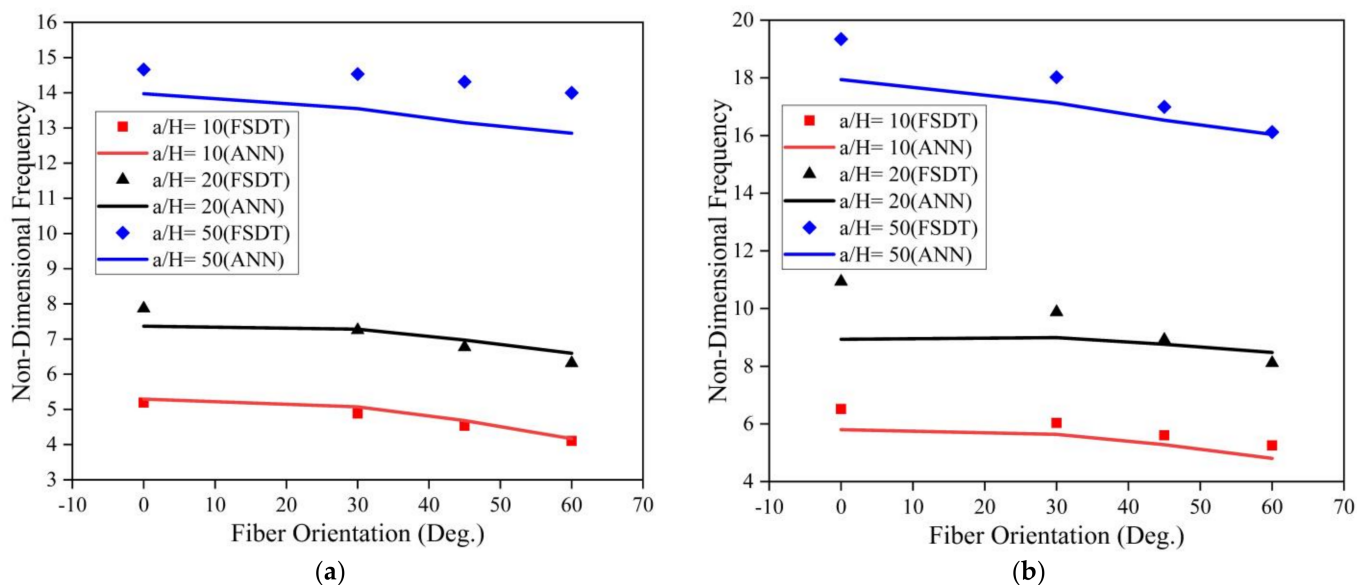 16
15
14
13
12
11
10
9
8
7
6
5
4
3
-10 0 10 20 30 40 50 60 70
Non-Dimensional Frequency
Fiber Orientation (Deg.)
a/H= 10(FSDT)
a/H= 10(ANN)
a/H= 20(FSDT)
a/H= 20(ANN)
a/H= 50(FSDT)
a/H= 50(ANN)
(a)
20
18
16
14
12
10
8
6
4
-10 0 10 20 30 40 50 60 70
Non-Dimensional Frequency
Fiber Orientation (Deg.)
a/H= 10(FSDT)
a/H= 10(ANN)
a/H= 20(FSDT)
a/H= 20(ANN)
a/H= 50(FSDT)
a/H= 50(ANN)
(b)